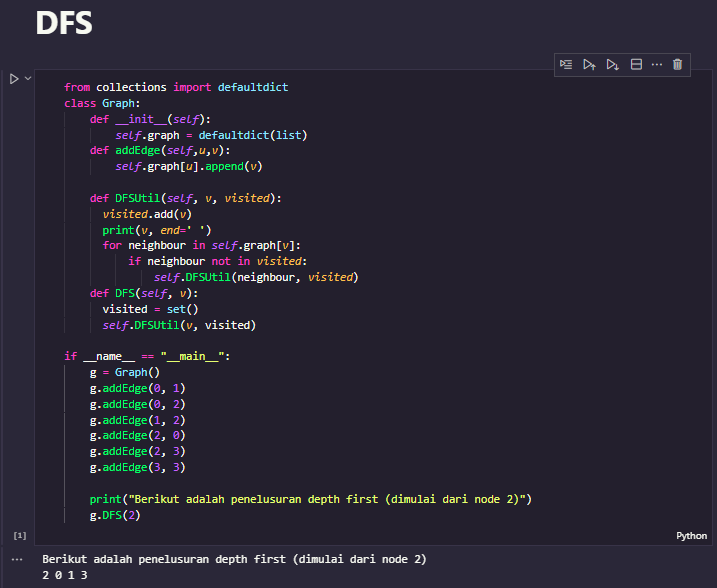 DFS
from collections import defaultdict
class Graph:
    def __init__(self):
        self.graph = defaultdict(list)
    def addEdge(self,u,v):
        self.graph[u].append(v)
    def DFSUtil(self, v, visited):
      visited.add(v)
      print(v, end=' ')
      for neighbour in self.graph[v]:
          if neighbour not in visited:
              self.DFSUtil(neighbour, visited)
    def DFS(self, v):
      visited = set()
      self.DFSUtil(v, visited)
if __name__ == "__main__":
    g = Graph()
    g.addEdge(0, 1)
    g.addEdge(0, 2)
    g.addEdge(1, 2)
    g.addEdge(2, 0)
    g.addEdge(2, 3)
    g.addEdge(3, 3)
    print("Berikut adalah penelusuran depth first (dimulai dari node 2)")
    g.DFS(2)
[1]
Python
Berikut adalah penelusuran depth first (dimulai dari node 2)
2 0 1 3